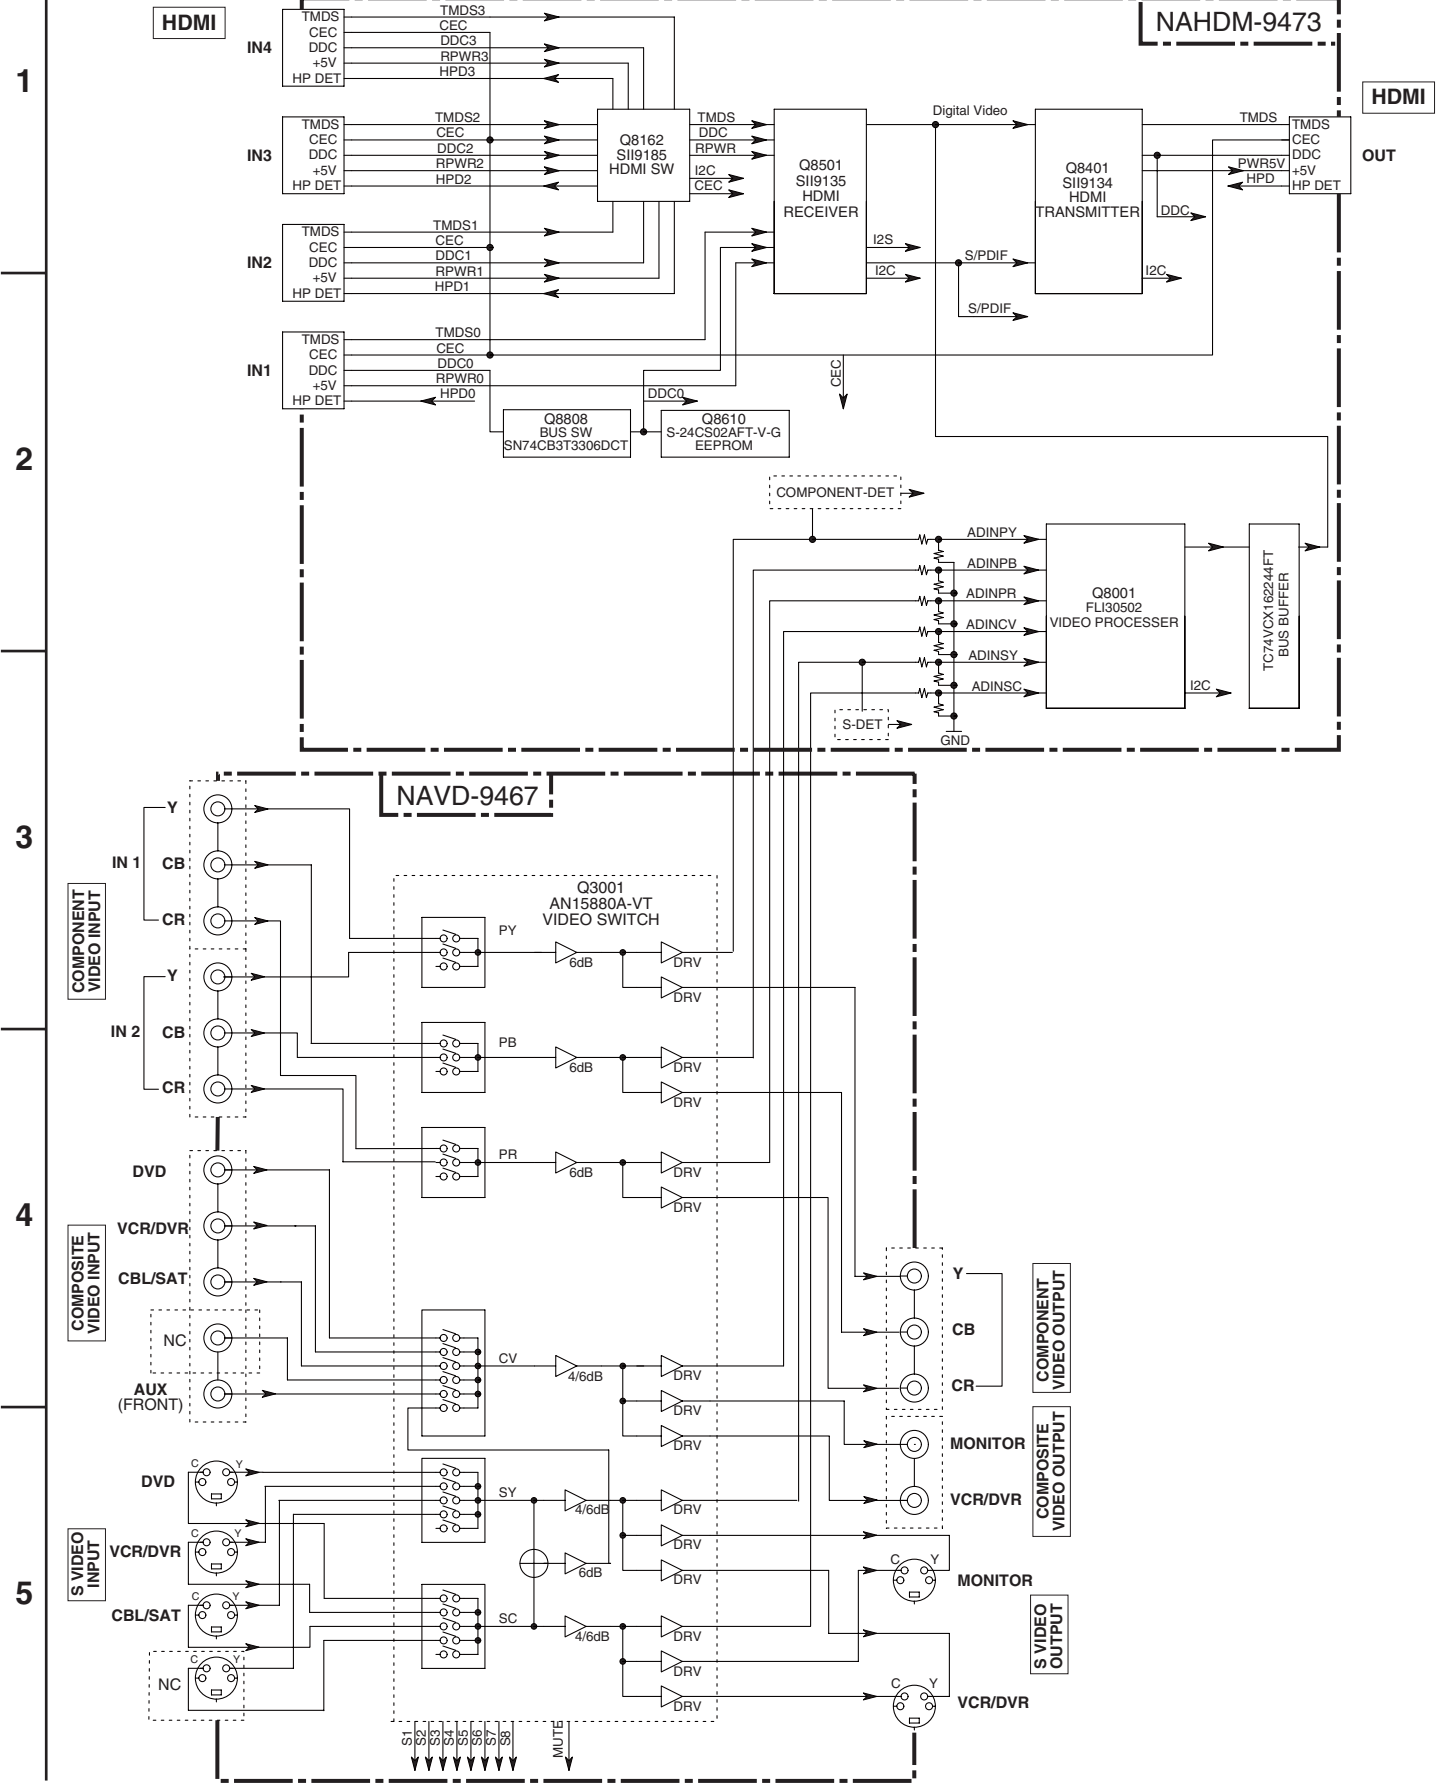 HDMI
NAHDM-9473
IN4
TMDS
CEC
DDC
+5V
HP DET
TMDS3
CEC
DDC3
RPWR3
HPD3
1
HDMI
IN3
TMDS
CEC
DDC
+5V
HP DET
TMDS2
CEC
DDC2
RPWR2
HPD2
Q8162
SII9185
HDMI SW
TMDS
DDC
RPWR
I2C
CEC
Q8501
SII9135
HDMI
RECEIVER
Digital Video
I2S
S/PDIF
I2C
S/PDIF
Q8401
SII9134
HDMI
TRANSMITTER
DDC
I2C
TMDS
PWR5V
HPD
TMDS
CEC
DDC
+5V
HP DET
OUT
IN2
TMDS
CEC
DDC
+5V
HP DET
TMDS1
CEC
DDC1
RPWR1
HPD1
IN1
TMDS
CEC
DDC
+5V
HP DET
TMDS0
CEC
DDC0
RPWR0
HPD0
DDC0
CEC
Q8808
BUS SW
SN74CB3T3306DCT
Q8610
S-24CS02AFT-V-G
EEPROM
2
COMPONENT-DET
ADINPY
ADINPB
ADINPR
ADINCV
ADINSY
ADINSC
Q8001
FLI30502
VIDEO PROCESSER
I2C
TC74VCX162244FT
BUS BUFFER
S-DET
GND
NAVD-9467
3
COMPONENT
VIDEO INPUT
IN 1
Y
CB
CR
IN 2
Y
CB
CR
Q3001
AN15880A-VT
VIDEO SWITCH
PY
6dB
DRV
DRV
PB
6dB
DRV
DRV
PR
6dB
DRV
DRV
4
COMPOSITE
VIDEO INPUT
DVD
VCR/DVR
CBL/SAT
NC
AUX
(FRONT)
CV
4/6dB
DRV
DRV
DRV
Y
CB
CR
COMPONENT
VIDEO OUTPUT
MONITOR
VCR/DVR
COMPOSITE
VIDEO OUTPUT
5
S VIDEO
INPUT
DVD
C
Y
VCR/DVR
C
Y
CBL/SAT
C
Y
NC
C
Y
SY
4/6dB
DRV
DRV
DRV
6dB
SC
4/6dB
DRV
DRV
DRV
C
Y
MONITOR
S VIDEO
OUTPUT
C
Y
VCR/DVR
S1
S2
S3
S4
S5
S6
S7
S8
MUTE